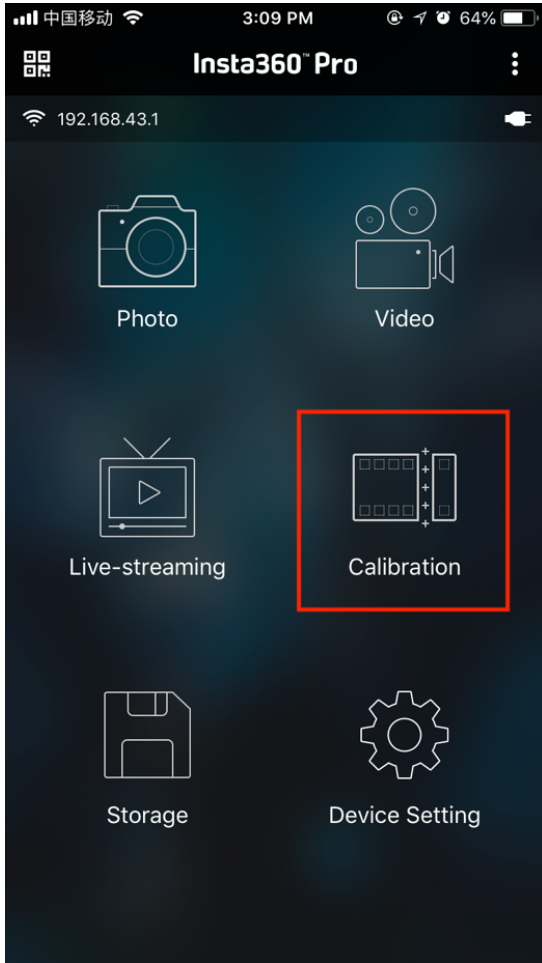 中国移动 3:09 PM 64%
Insta360™ Pro
192.168.43.1
Photo Video
Live-streaming Calibration
Storage Device Setting